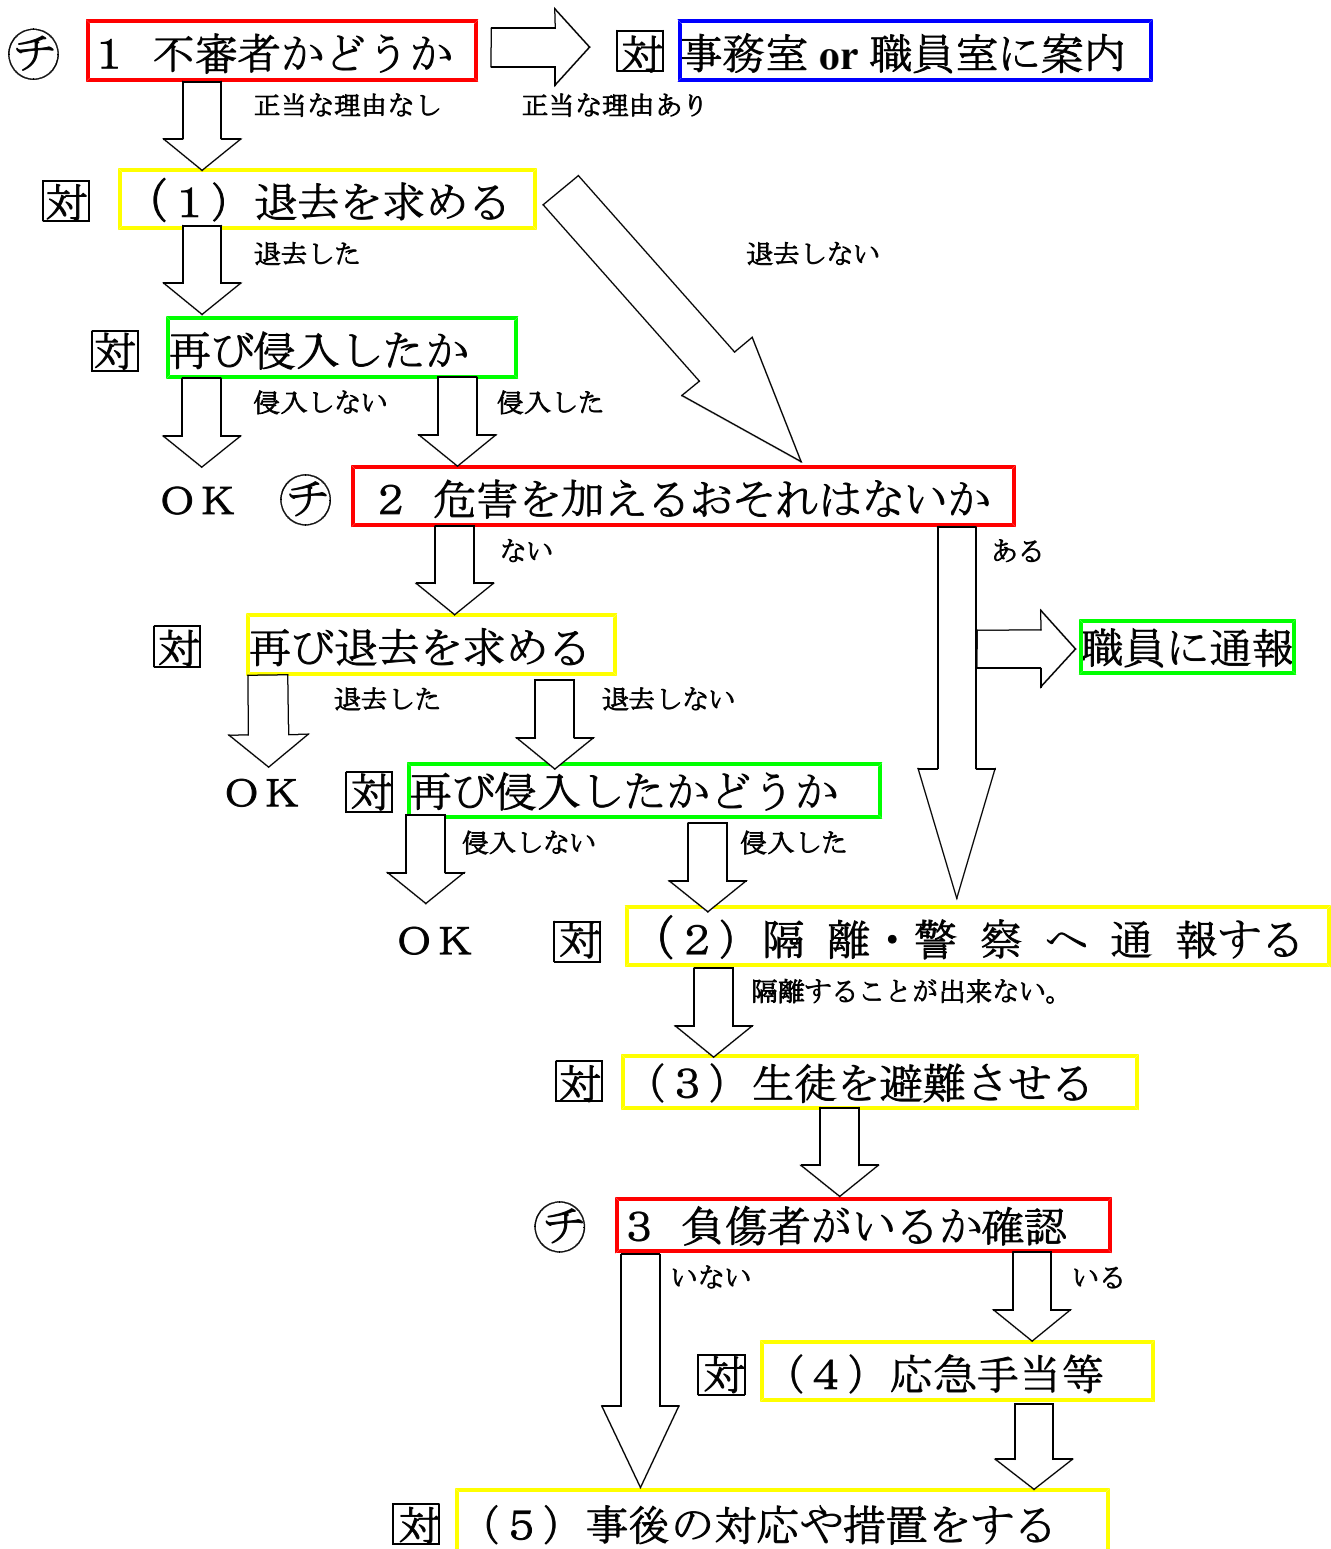 チ １ 不審者かどうか 対 事務室 or 職員室に案内
正当な理由なし 正当な理由あり
対 （１）退去を求める
退去した 退去しない
対 再び侵入したか
侵入しない 侵入した
ＯＫ チ ２ 危害を加えるおそれはないか
ない ある
対 再び退去を求める 職員に通報
退去した 退去しない
ＯＫ 対 再び侵入したかどうか
侵入しない 侵入した
ＯＫ 対 （２）隔 離・警 察 へ 通 報する
隔離することが出来ない。
対 （３）生徒を避難させる
チ ３ 負傷者がいるか確認
いない いる
対 （４）応急手当等
対 （５）事後の対応や措置をする